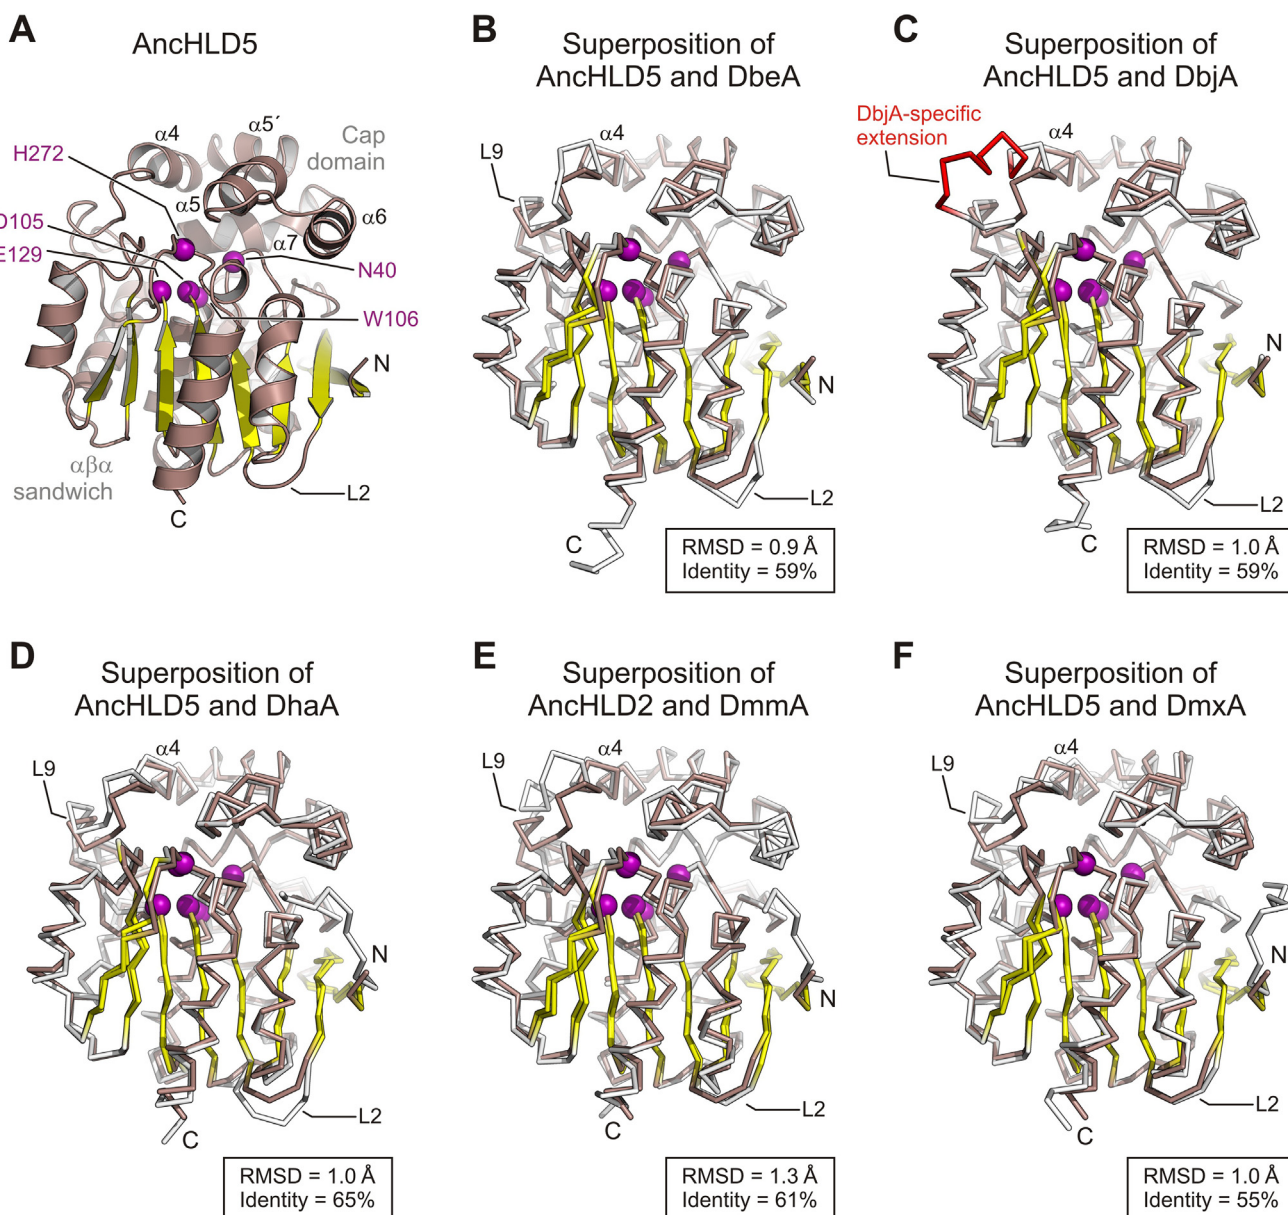 A
AncHLD5
α4
α5´
Cap
domain
H272
α5
α6
D105
E129
α7
N40
W106
N
αβα
sandwich
L2
C
B
Superposition of
AncHLD5 and DbeA
α4
L9
N
L2
C
RMSD = 0.9 Å
Identity = 59%
C
Superposition of
AncHLD5 and DbjA
DbjA-specific
extension
α4
N
L2
C
RMSD = 1.0 Å
Identity = 59%
D
Superposition of
AncHLD5 and DhaA
α4
L9
N
L2
C
RMSD = 1.0 Å
Identity = 65%
E
Superposition of
AncHLD2 and DmmA
α4
L9
N
L2
C
RMSD = 1.3 Å
Identity = 61%
F
Superposition of
AncHLD5 and DmxA
α4
L9
N
L2
C
RMSD = 1.0 Å
Identity = 55%